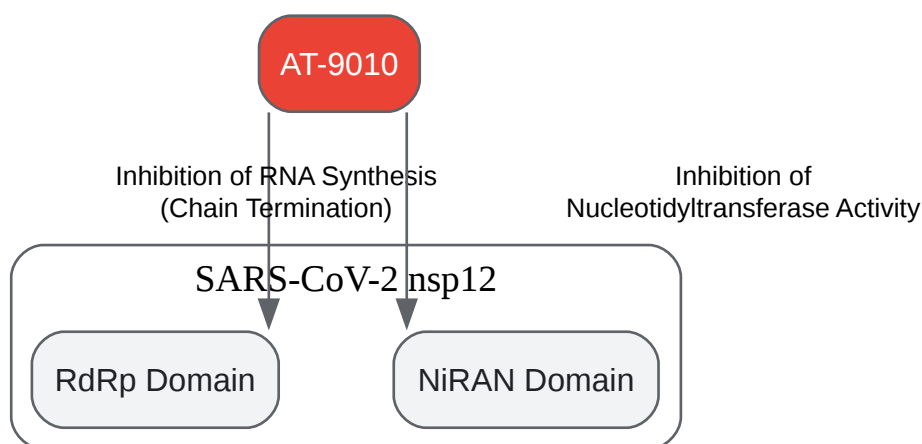 AT-9010
Inhibition of RNA Synthesis
(Chain Termination)
Inhibition of
Nucleotidyltransferase Activity
SARS-CoV-2 nsp12
RdRp Domain
NiRAN Domain